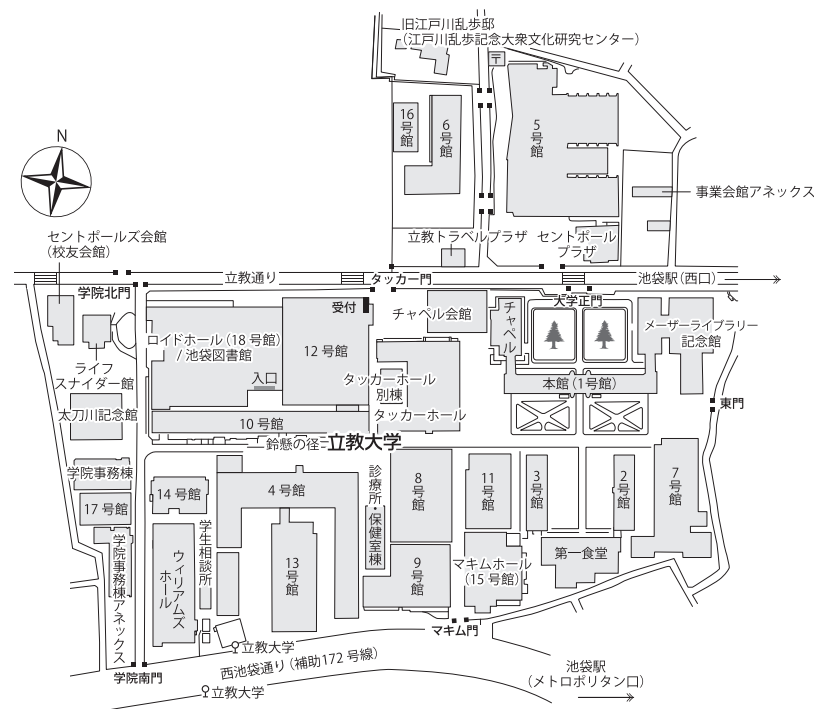 旧江戸川乱歩邸
(江戸川乱歩記念大衆文化研究センター)
〒
16号館
6号館
5号館
N
事業会館アネックス
セントポールズ会館
(校友会館)
立教トラベルプラザ
セントポール
プラザ
立教通り
タッカー門
池袋駅(西口)
学院北門
受付
大学正門
チャペル会館
チャペル
メーザーライブラリー
記念館
ロイドホール(18号館)
/池袋図書館
12号館
ライフ
スナイダー館
入口
タッカーホール
別棟
本館(1号館)
東門
太刀川記念館
タッカーホール
10号館
鈴懸の径
立教大学
学院事務棟
14号館
4号館
診療所・保健室棟
8号館
11号館
3号館
2号館
7号館
17号館
学生相談所
学院事務棟アネックス
ウィリアムズ
ホール
13号館
9号館
マキムホール
(15号館)
第一食堂
マキム門
立教大学
西池袋通り(補助172号線)
学院南門
立教大学
池袋駅
(メトロポリタン口)